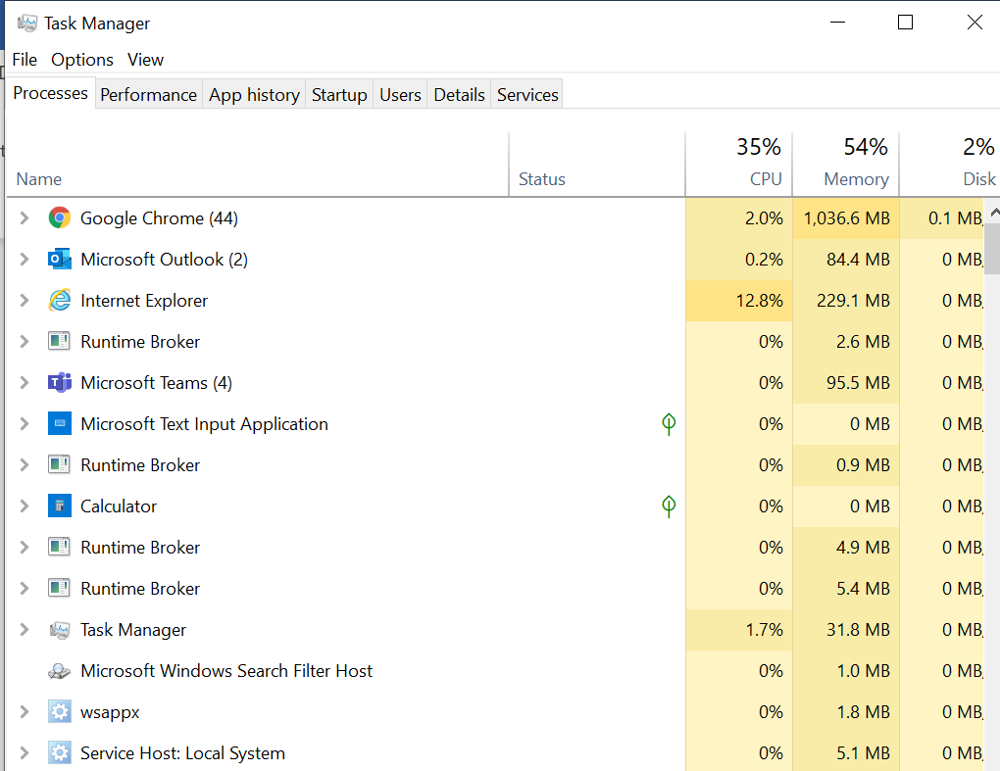 Task Manager
File Options View
Processes Performance App history Startup Users Details Services
35% 54% 2%
Name Status CPU Memory Disk
Google Chrome (44) 2.0% 1,036.6 MB 0.1 MB
Microsoft Outlook (2) 0.2% 84.4 MB 0 MB
Internet Explorer 12.8% 229.1 MB 0 MB
Runtime Broker 0% 2.6 MB 0 MB
Microsoft Teams (4) 0% 95.5 MB 0 MB
Microsoft Text Input Application 0% 0 MB 0 MB
Runtime Broker 0% 0.9 MB 0 MB
Calculator 0% 0 MB 0 MB
Runtime Broker 0% 4.9 MB 0 MB
Runtime Broker 0% 5.4 MB 0 MB
Task Manager 1.7% 31.8 MB 0 MB
Microsoft Windows Search Filter Host 0% 1.0 MB 0 MB
wsappx 0% 1.8 MB 0 MB
Service Host: Local System 0% 5.1 MB 0 MB